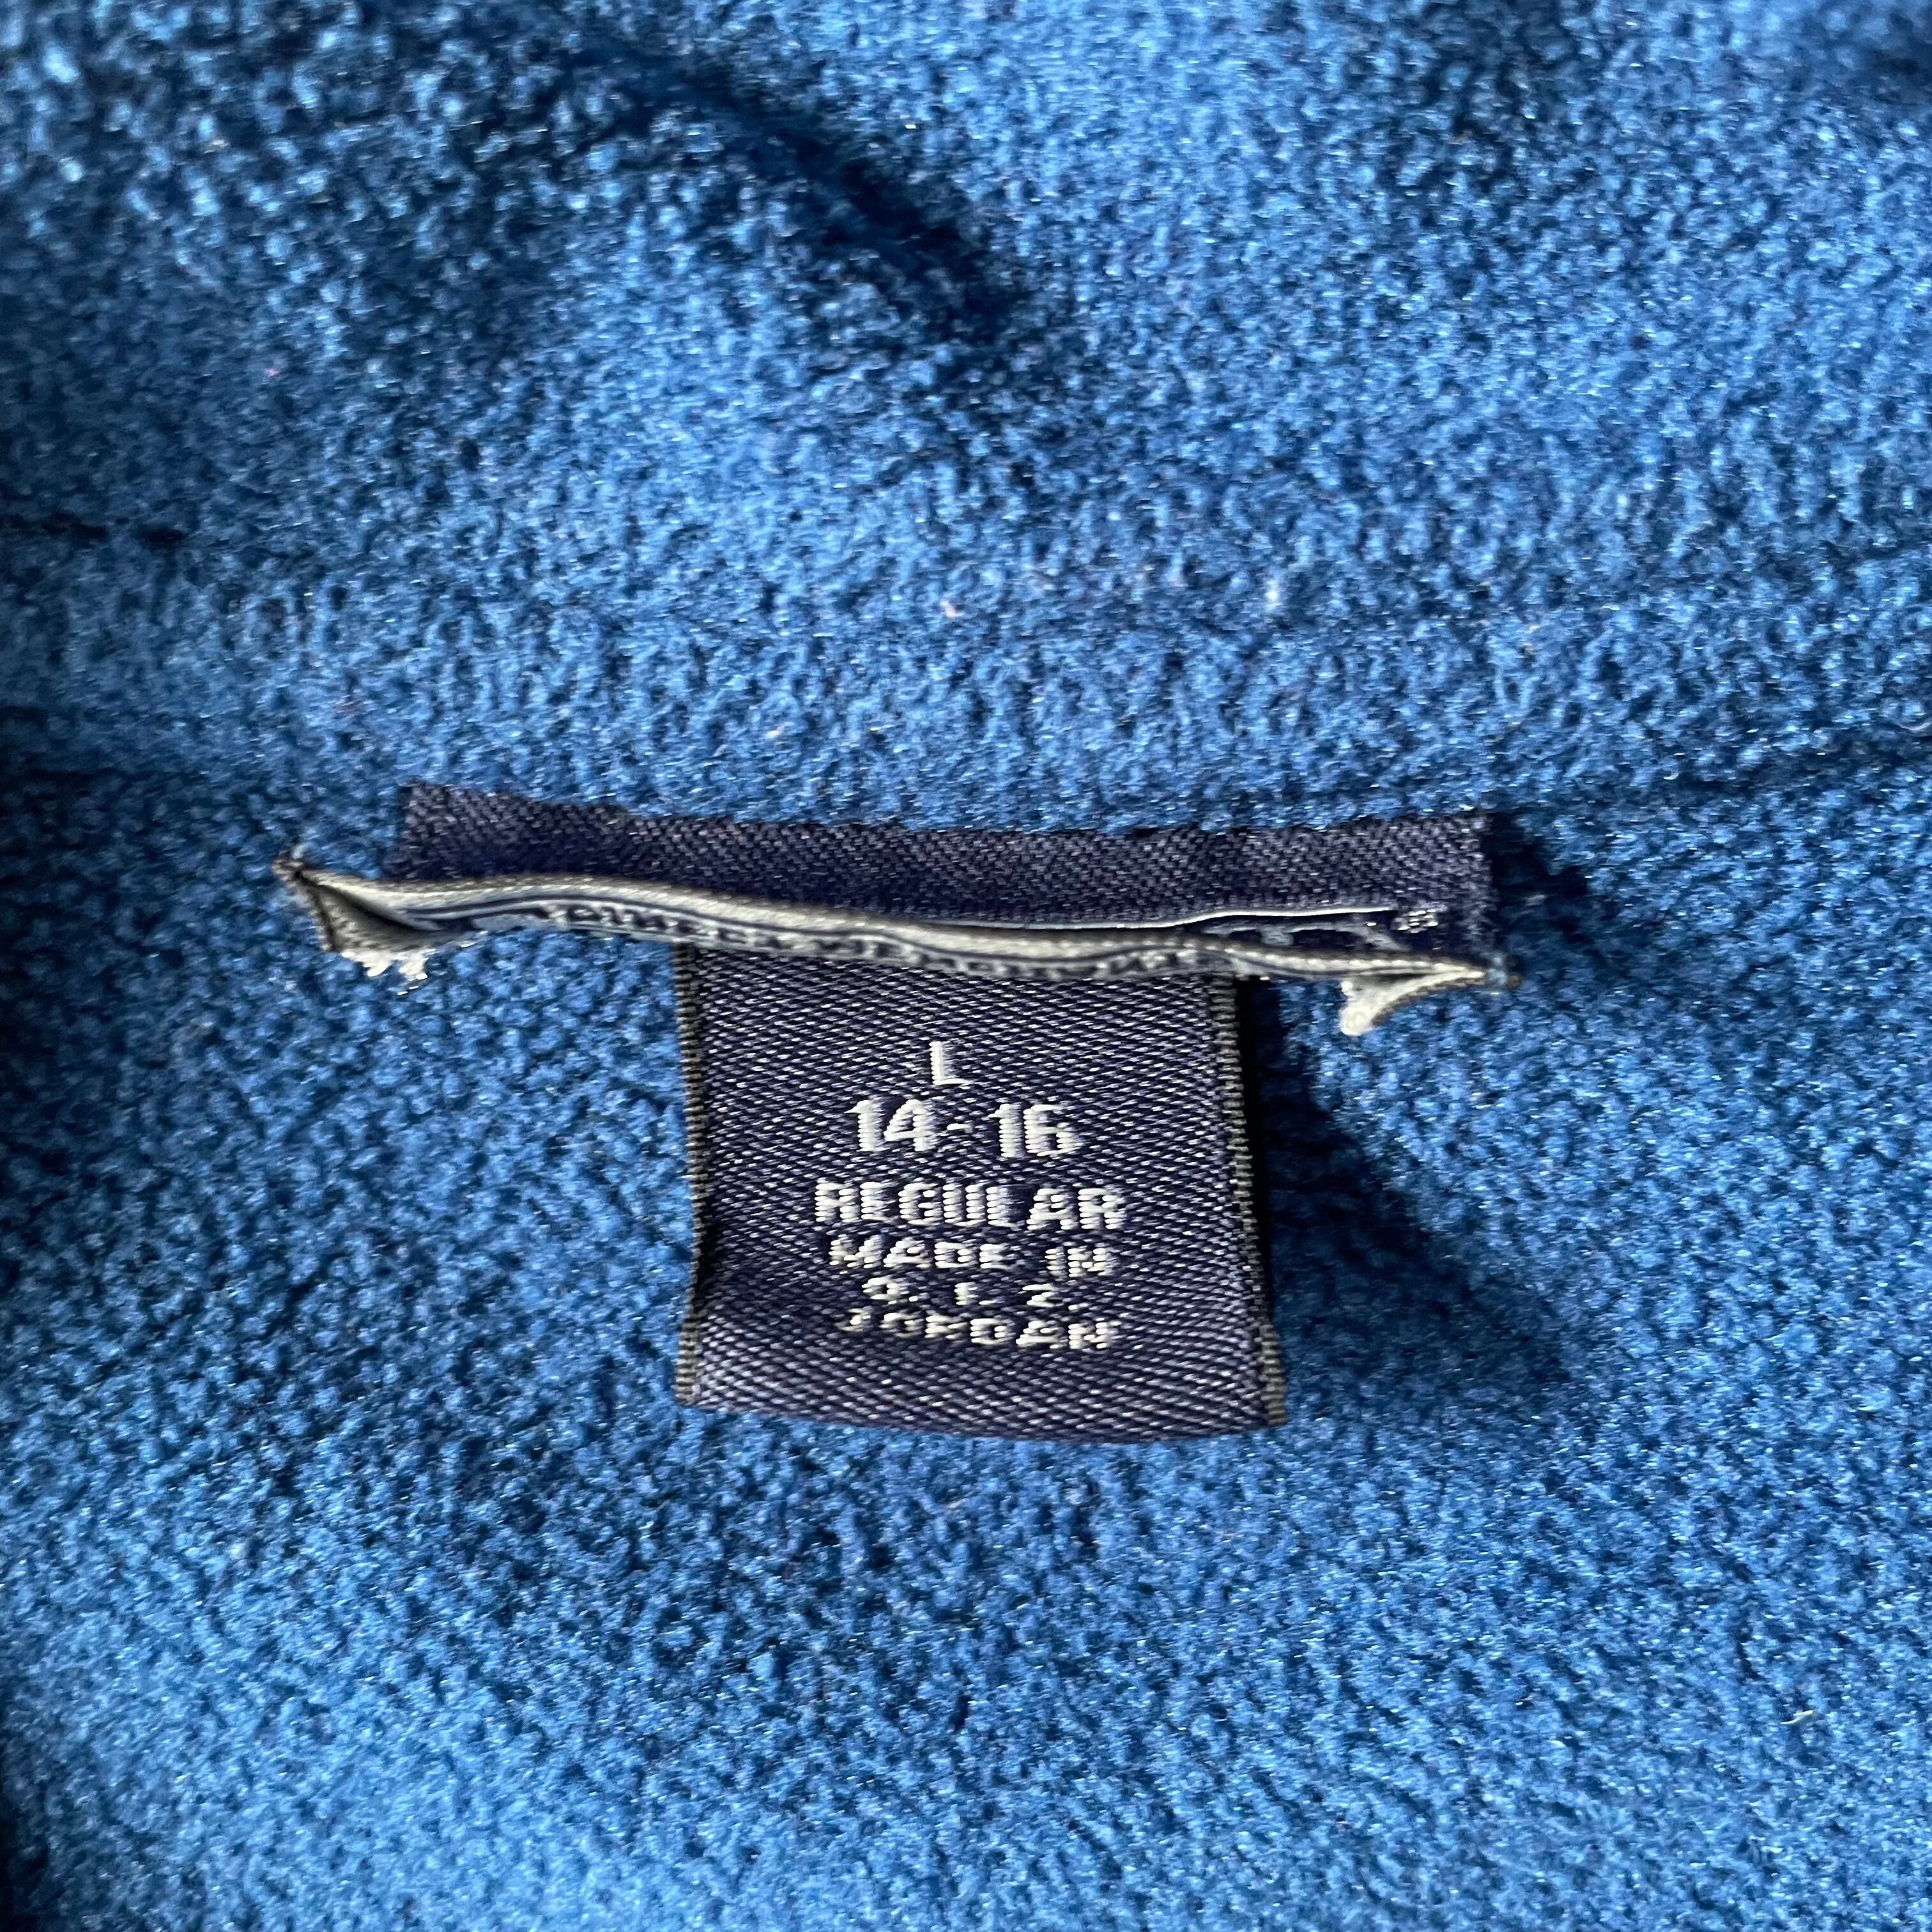 L
14-16
REGULAR
MADE IN
Q. I. Z.
JORDAN